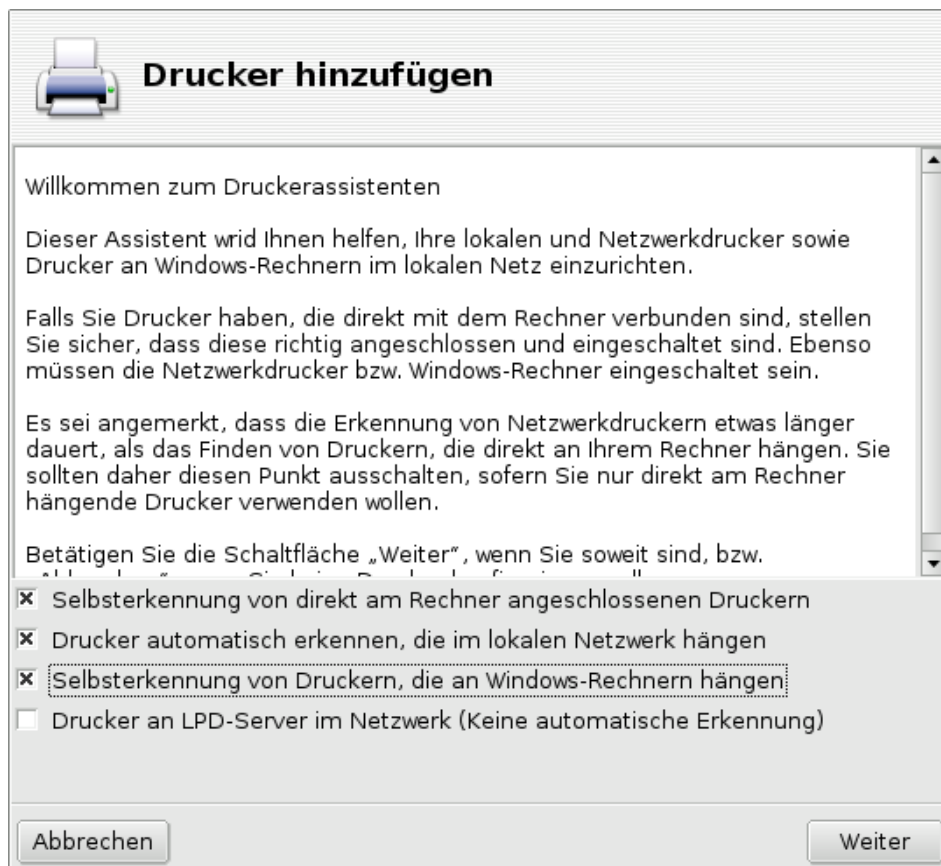 Drucker hinzufügen
Willkommen zum Druckerassistenten
Dieser Assistent wrid Ihnen helfen, Ihre lokalen und Netzwerkdrucker sowie
Drucker an Windows-Rechnern im lokalen Netz einzurichten.
Falls Sie Drucker haben, die direkt mit dem Rechner verbunden sind, stellen
Sie sicher, dass diese richtig angeschlossen und eingeschaltet sind. Ebenso
müssen die Netzwerkdrucker bzw. Windows-Rechner eingeschaltet sein.
Es sei angemerkt, dass die Erkennung von Netzwerkdruckern etwas länger
dauert, als das Finden von Druckern, die direkt an Ihrem Rechner hängen. Sie
sollten daher diesen Punkt ausschalten, sofern Sie nur direkt am Rechner
hängende Drucker verwenden wollen.
Betätigen Sie die Schaltfläche „Weiter“, wenn Sie soweit sind, bzw.
Selbsterkennung von direkt am Rechner angeschlossenen Druckern
Drucker automatisch erkennen, die im lokalen Netzwerk hängen
Selbsterkennung von Druckern, die an Windows-Rechnern hängen
Drucker an LPD-Server im Netzwerk (Keine automatische Erkennung)
Abbrechen
Weiter